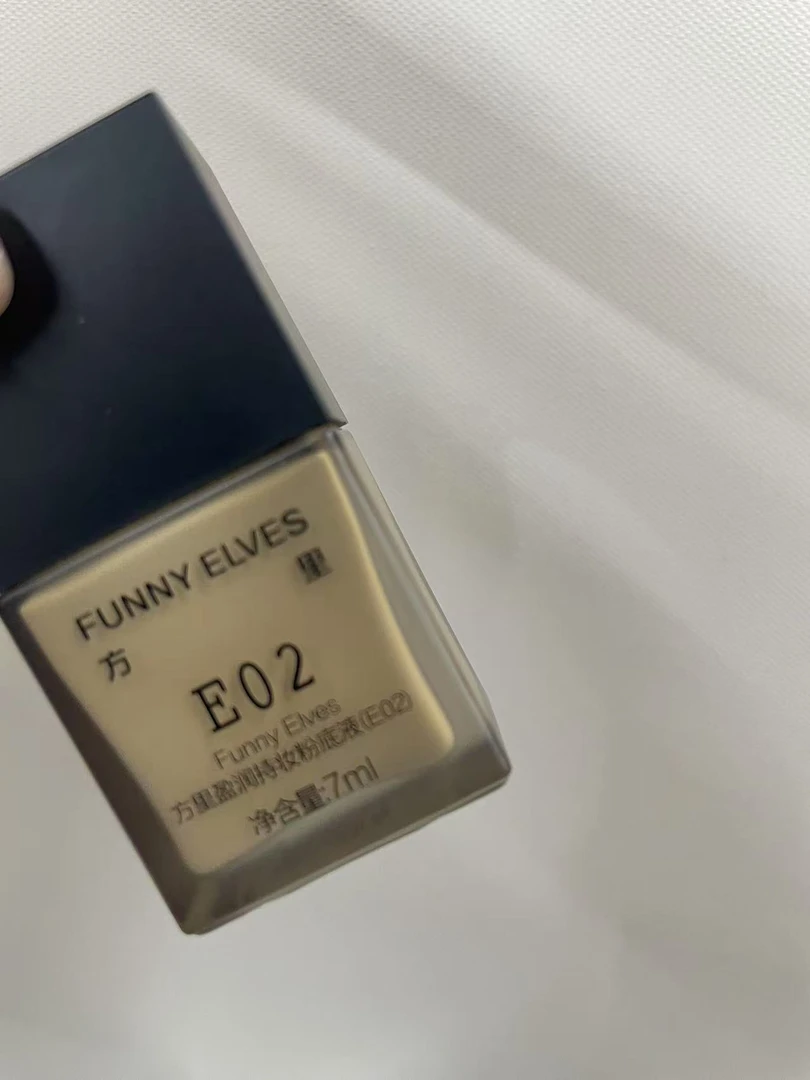 FUNNY ELVES
方 里
E02
Funny Elves
方里盈润持妆粉底液(E02)
净含量:7ml